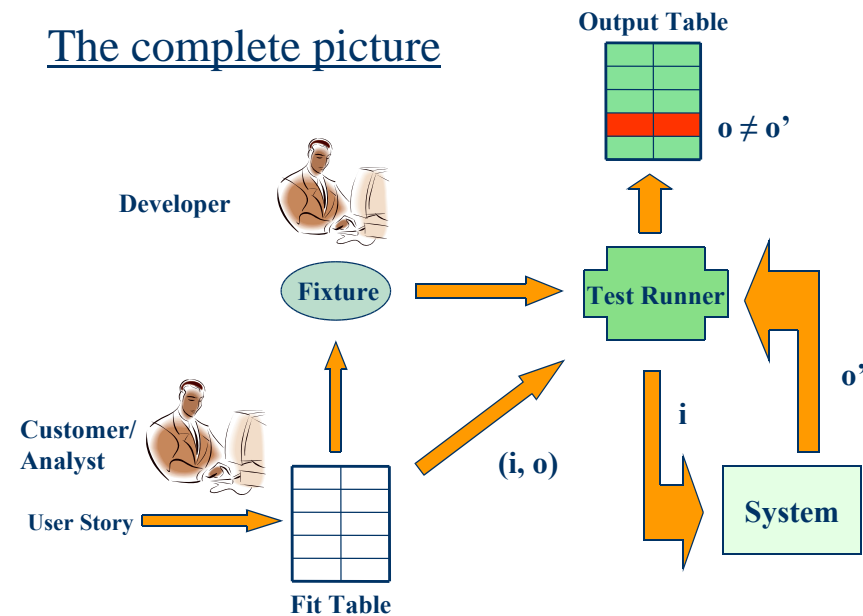 The complete picture
Output Table
o ≠ o’
Developer
Fixture
Test Runner
o’
i
Customer/
Analyst
(i, o)
User Story
System
Fit Table